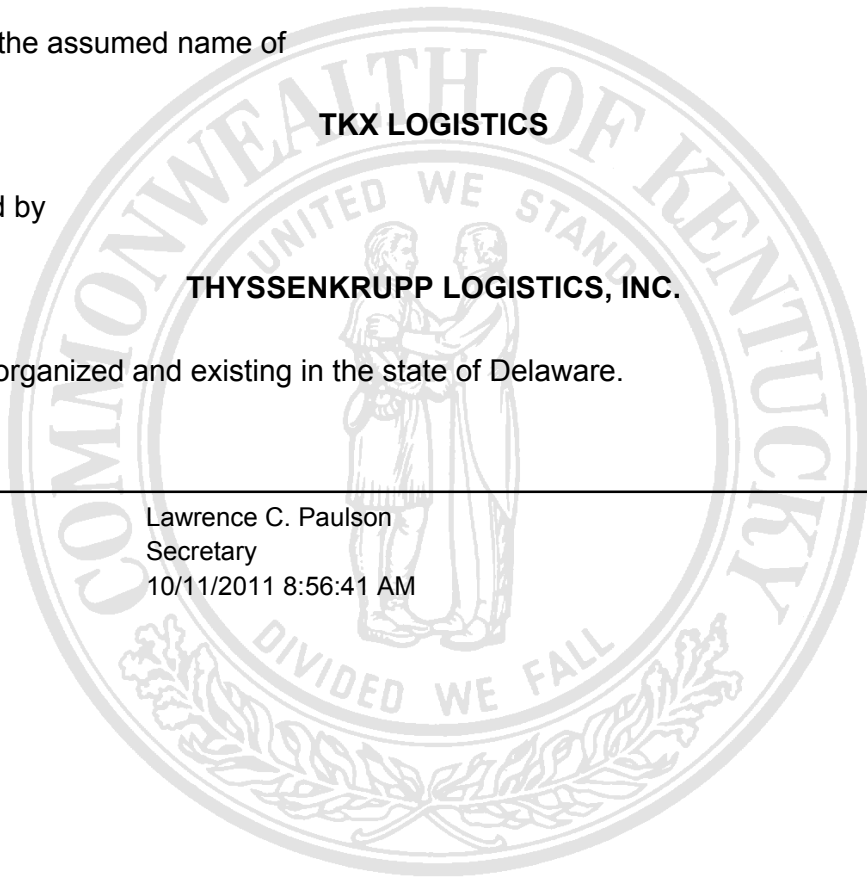 the assumed name of
TKX LOGISTICS
d by
THYSSENKRUPP LOGISTICS, INC.
organized and existing in the state of Delaware.
Lawrence C. Paulson
Secretary
10/11/2011 8:56:41 AM
COMMONWEALTH OF KENTUCKY
UNITED WE STAND
DIVIDED WE FALL